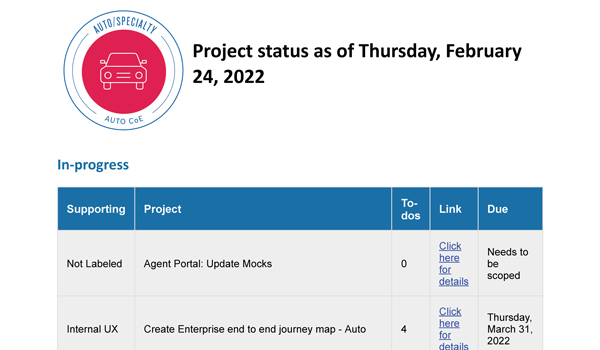 AUTO/SPECIALTY
AUTO CoE
Project status as of Thursday, February
24, 2022
In-progress
Supporting Project To-dos Link Due
Not Labeled Agent Portal: Update Mocks 0 Click here for details Needs to be scoped
Internal UX Create Enterprise end to end journey map - Auto 4 Click here for details Thursday, March 31, 2022